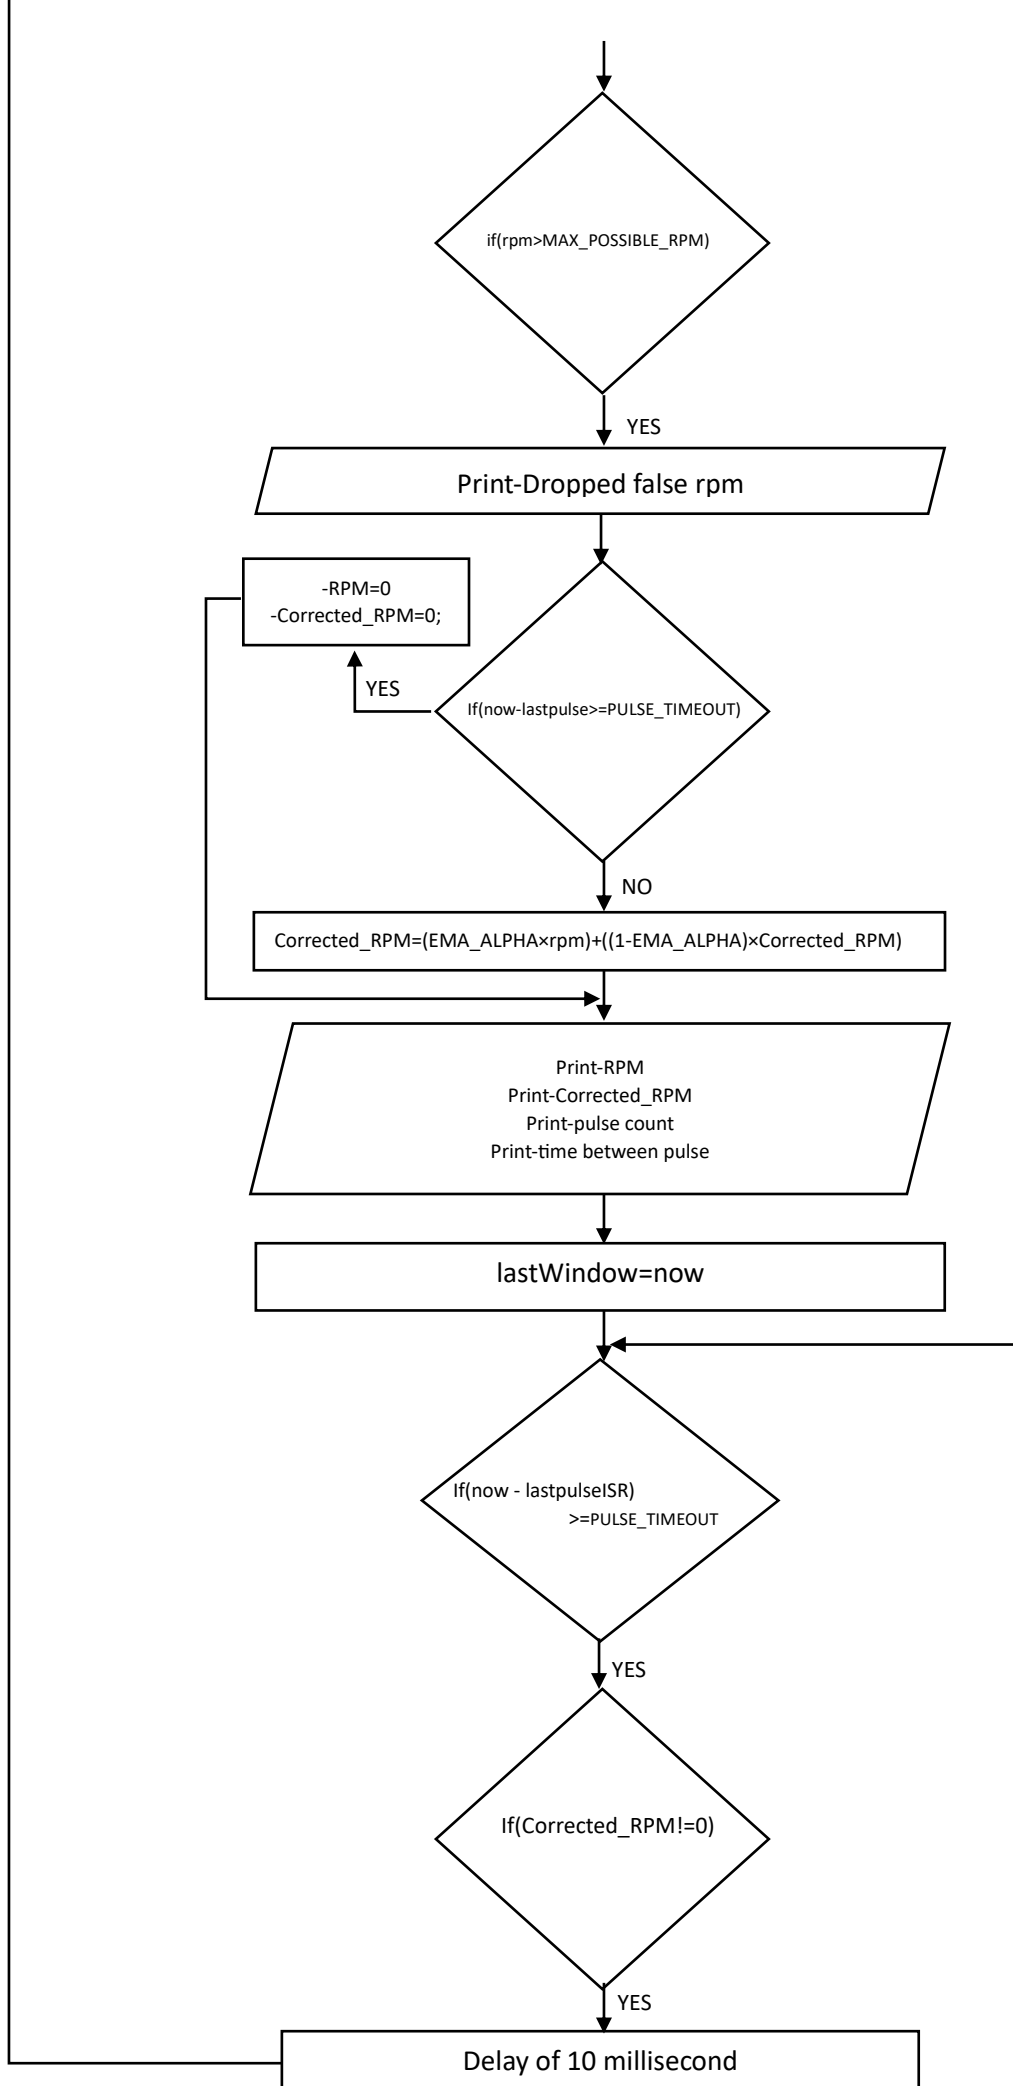 if(rpm>MAX_POSSIBLE_RPM)
YES
Print-Dropped false rpm
-RPM=0
-Corrected_RPM=0;
YES
If(now-lastpulse>=PULSE_TIMEOUT)
NO
Corrected_RPM=(EMA_ALPHA×rpm)+((1-EMA_ALPHA)×Corrected_RPM)
Print-RPM
Print-Corrected_RPM
Print-pulse count
Print-time between pulse
lastWindow=now
If(now - lastpulseISR)
>=PULSE_TIMEOUT
YES
If(Corrected_RPM!=0)
YES
Delay of 10 millisecond